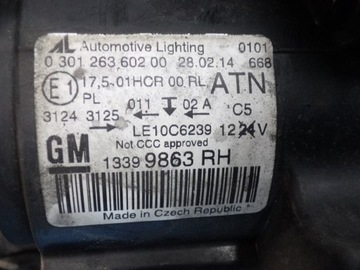 AL Automotive Lighting 0101
0 301 263 602 00 28.02.14 668
E1 17,5-01HCR 00 RL ATN
PL 011 02 A C5
3124 3125
LE10C6239 12 24V
Not CCC approved
GM 1339 9863 RH
Made in Czech Republic